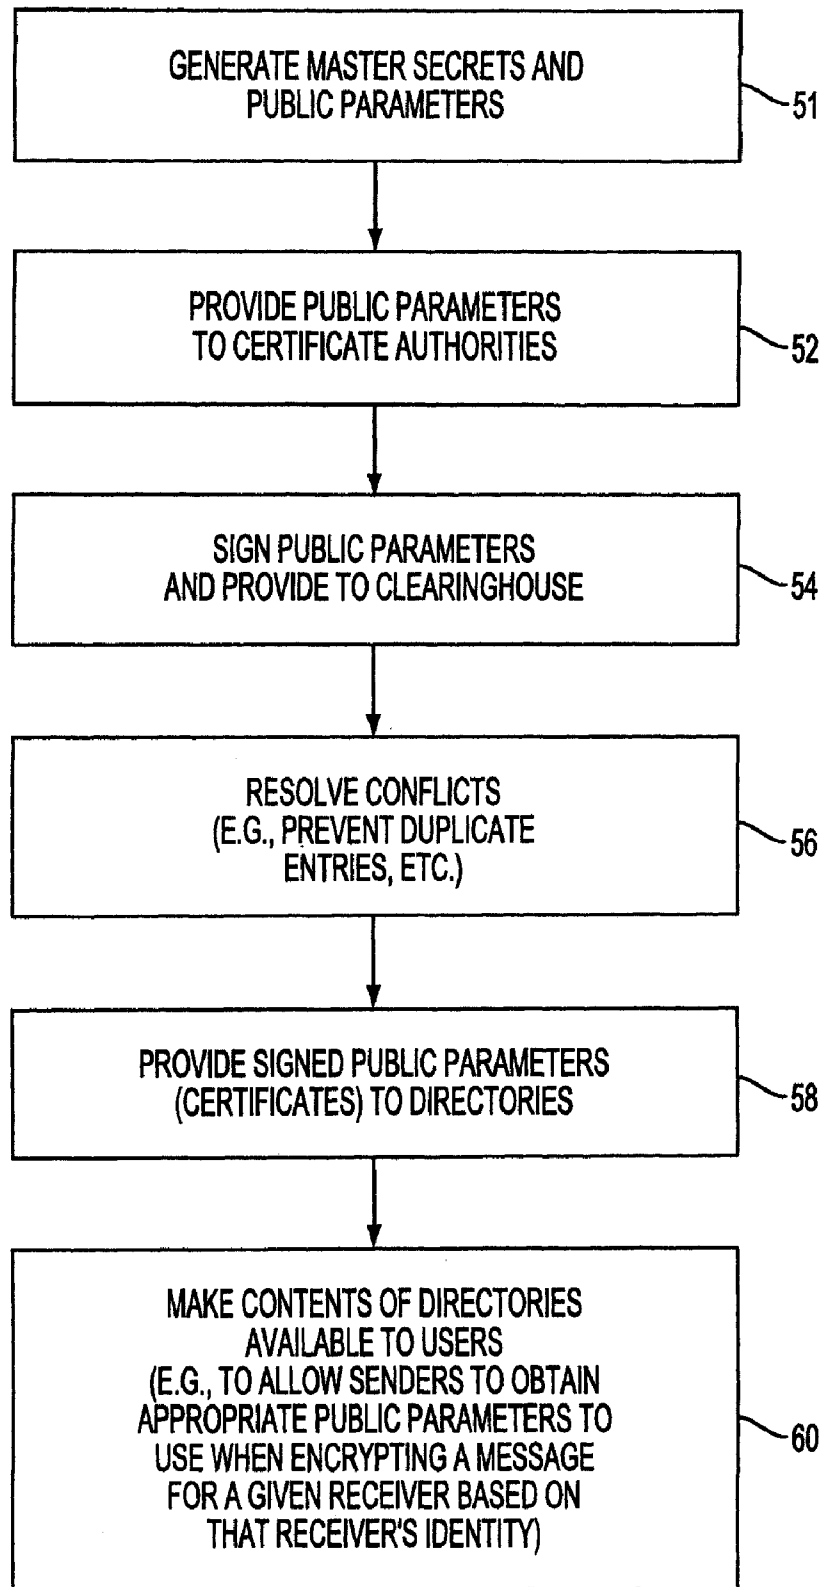 GENERATE MASTER SECRETS AND
PUBLIC PARAMETERS
51
PROVIDE PUBLIC PARAMETERS
TO CERTIFICATE AUTHORITIES
52
SIGN PUBLIC PARAMETERS
AND PROVIDE TO CLEARINGHOUSE
54
RESOLVE CONFLICTS
(E.G., PREVENT DUPLICATE
ENTRIES, ETC.)
56
PROVIDE SIGNED PUBLIC PARAMETERS
(CERTIFICATES) TO DIRECTORIES
58
MAKE CONTENTS OF DIRECTORIES
AVAILABLE TO USERS
(E.G., TO ALLOW SENDERS TO OBTAIN
APPROPRIATE PUBLIC PARAMETERS TO
USE WHEN ENCRYPTING A MESSAGE
FOR A GIVEN RECEIVER BASED ON
THAT RECEIVER'S IDENTITY)
60